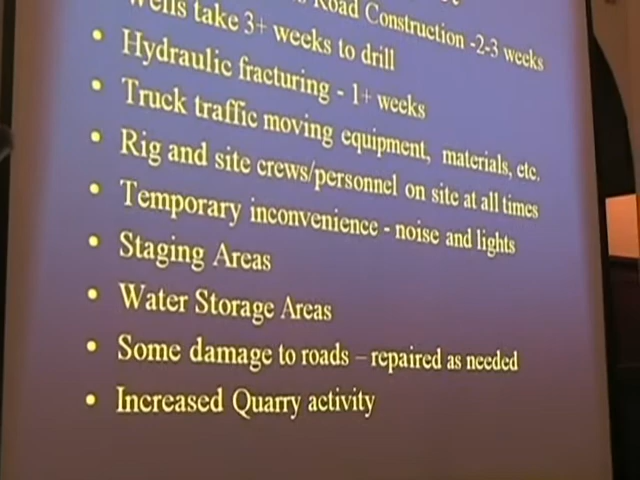 Road Construction -2-3 weeks
Wells take 3+ weeks to drill
• Hydraulic fracturing - 1+ weeks
• Truck traffic moving equipment, materials, etc.
• Rig and site crews/personnel on site at all times
• Temporary inconvenience - noise and lights
• Staging Areas
• Water Storage Areas
• Some damage to roads – repaired as needed
• Increased Quarry activity